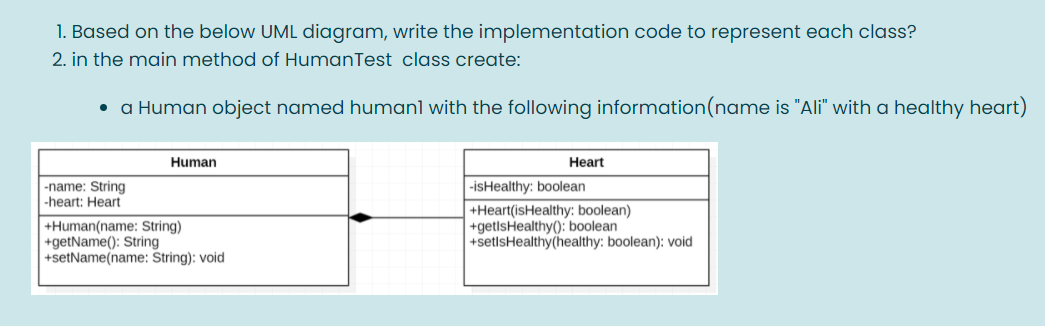 1. Based on the below UML diagram, write the implementation code to represent each class?
2. in the main method of HumanTest class create:
• a Human object named human1 with the following information(name is "Ali" with a healthy heart)
Human
-name: String
-heart: Heart
+Human(name: String)
+getName(): String
+setName(name: String): void
Heart
-isHealthy: boolean
+Heart(isHealthy: boolean)
+getIsHealthy(): boolean
+setIsHealthy(healthy: boolean): void